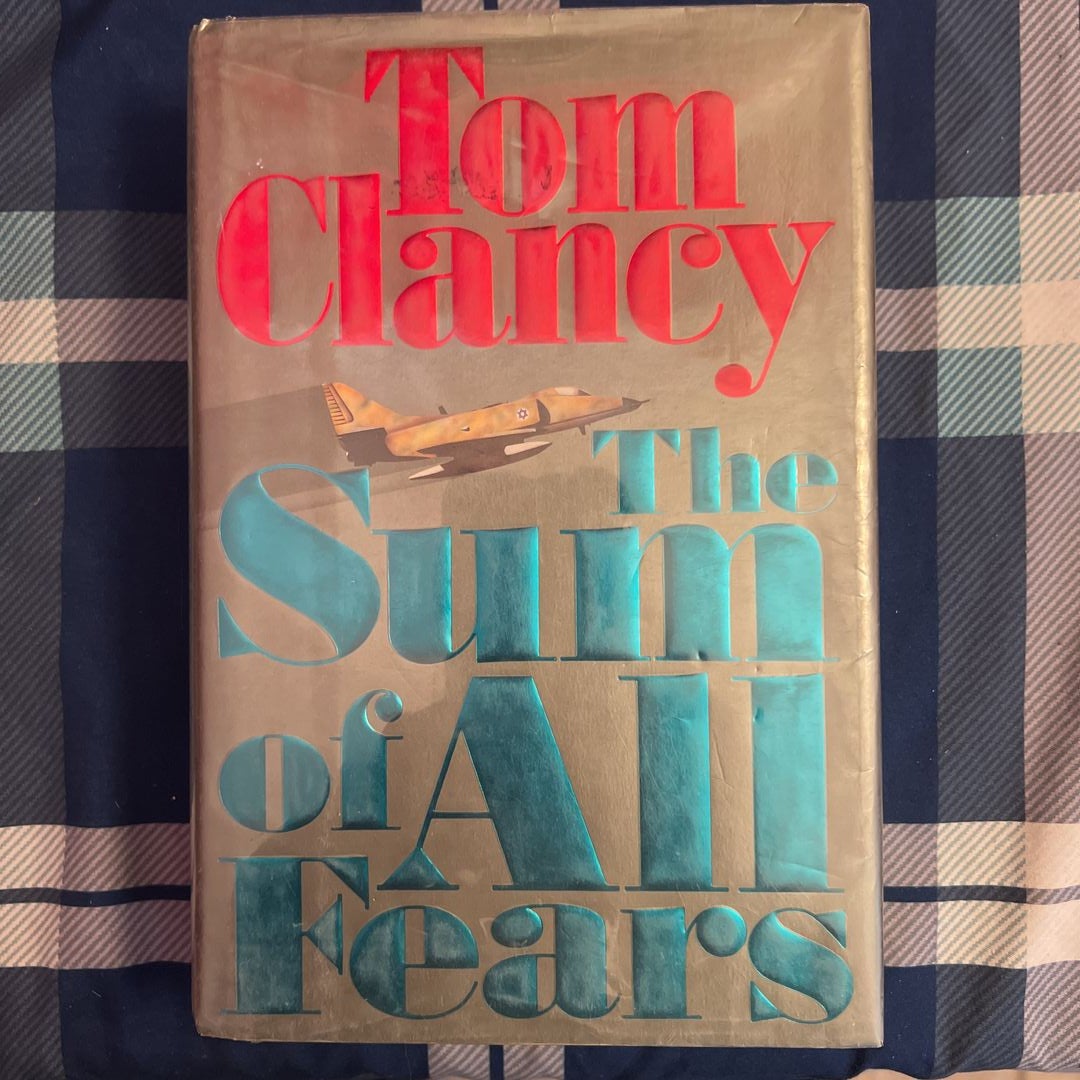 Tom
Clancy
The
Sum
of All
Fears